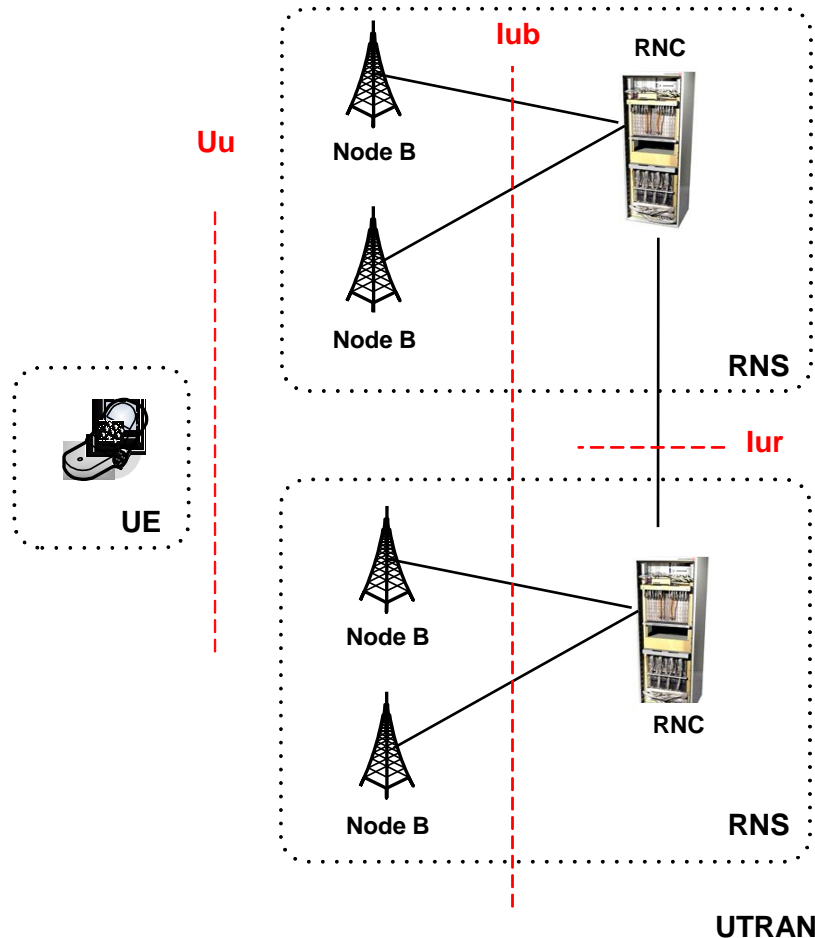 Iub
RNC
Uu
Node B
Node B
RNS
Iur
UE
Node B
RNC
Node B
RNS
UTRAN